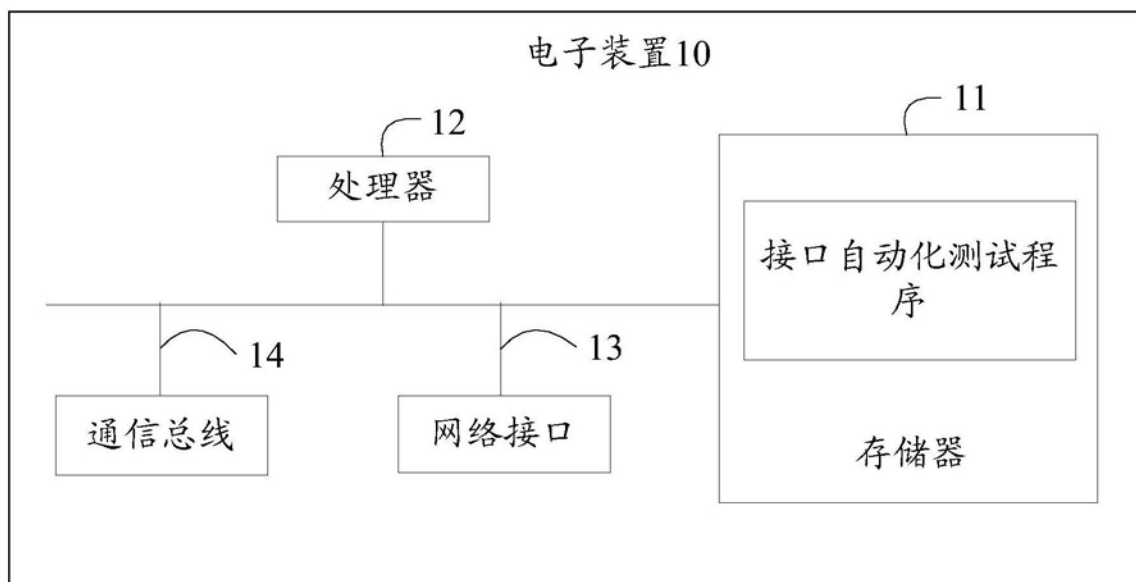 电子装置10
11
12
处理器
接口自动化测试程
序
14
13
通信总线
网络接口
存储器